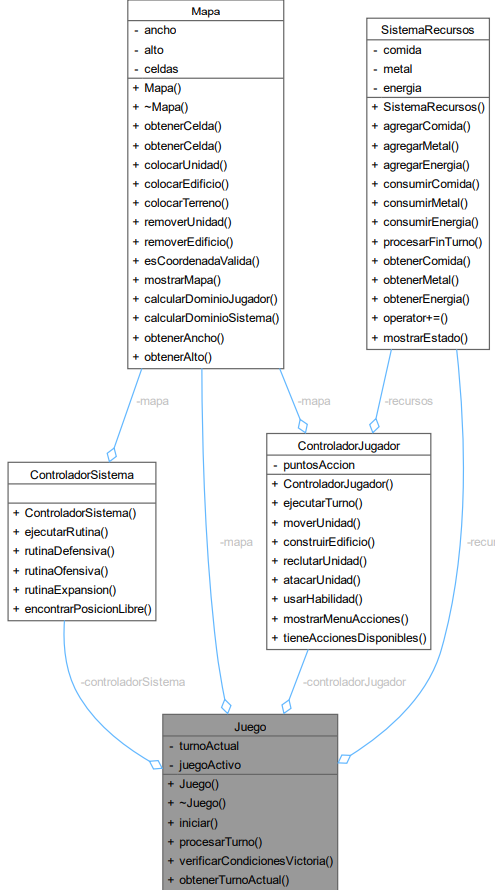 Mapa
- ancho
- alto
- celdas
+ Mapa()
+ ~Mapa()
+ obtenerCelda()
+ obtenerCelda()
+ colocarUnidad()
+ colocarEdificio()
+ colocarTerreno()
+ removerUnidad()
+ removerEdificio()
+ esCoordenadaValida()
+ mostrarMapa()
+ calcularDominioJugador()
+ calcularDominioSistema()
+ obtenerAncho()
+ obtenerAlto()
SistemaRecursos
- comida
- metal
- energia
+ SistemaRecursos()
+ agregarComida()
+ agregarMetal()
+ agregarEnergia()
+ consumirComida()
+ consumirMetal()
+ consumirEnergia()
+ procesarFinTurno()
+ obtenerComida()
+ obtenerMetal()
+ obtenerEnergia()
+ operator+=()
+ mostrarEstado()
-mapa
-mapa
-recursos
ControladorSistema
+ ControladorSistema()
+ ejecutarRutina()
+ rutinaDefensiva()
+ rutinaOfensiva()
+ rutinaExpansion()
+ encontrarPosicionLibre()
-mapa
ControladorJugador
- puntosAccion
+ ControladorJugador()
+ ejecutarTurno()
+ moverUnidad()
+ construirEdificio()
+ reclutarUnidad()
+ atacarUnidad()
+ usarHabilidad()
+ mostrarMenuAcciones()
+ tieneAccionesDisponibles()
-recur
-controladorSistema
-controladorJugador
Juego
- turnoActual
- juegoActivo
+ Juego()
+ ~Juego()
+ iniciar()
+ procesarTurno()
+ verificarCondicionesVictoria()
+ obtenerTurnoActual()